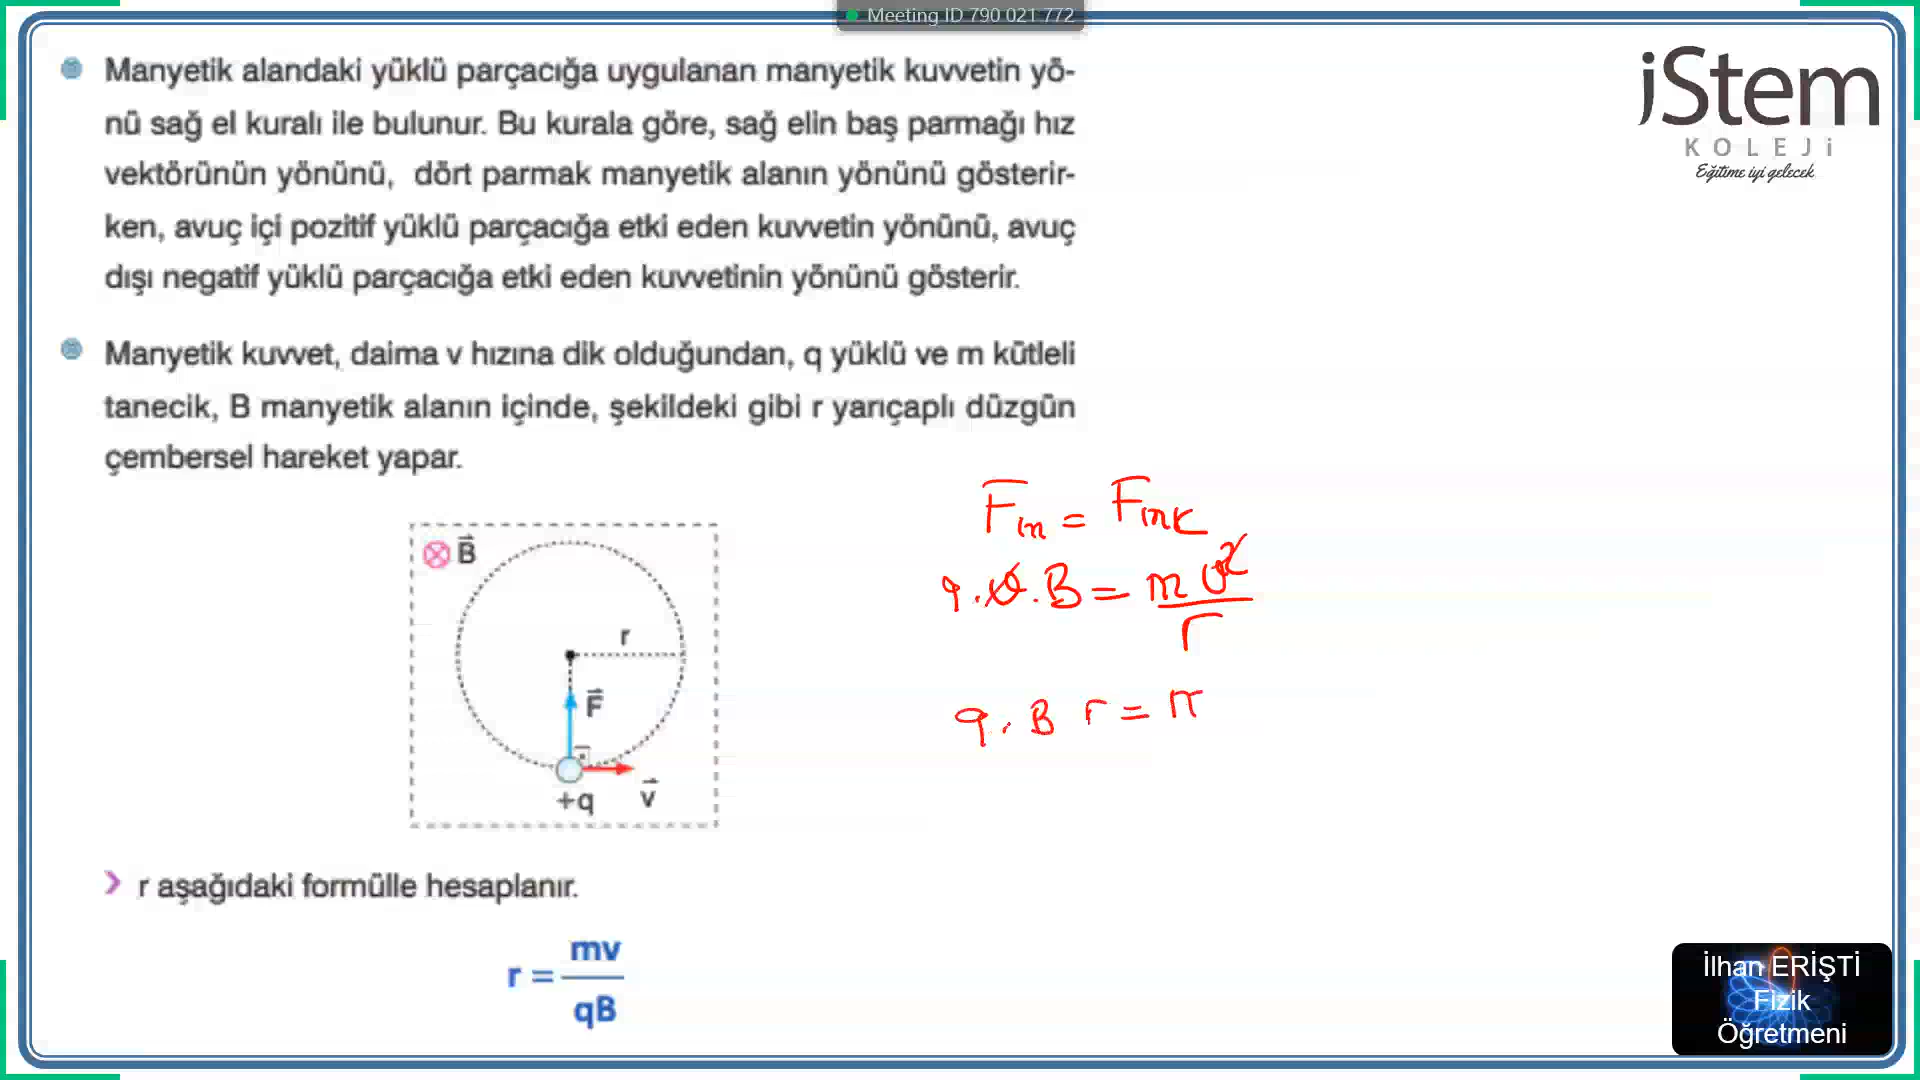 Meeting ID 790 021 772
Manyetik alandaki yüklü parçacığa uygulanan manyetik kuvvetin yö-
nü sağ el kuralı ile bulunur. Bu kurala göre, sağ elin baş parmağı hız
vektörünün yönünü, dört parmak manyetik alanın yönünü gösterir-
ken, avuç içi pozitif yüklü parçacığa etki eden kuvvetin yönünü, avuç
dışı negatif yüklü parçacığa etki eden kuvvetinin yönünü gösterir.
Manyetik kuvvet, daima v hızına dik olduğundan, q yüklü ve m kütleli
tanecik, B manyetik alanın içinde, şekildeki gibi r yarıçaplı düzgün
çembersel hareket yapar.
B⃗
r
F⃗
+q v⃗
r aşağıdaki formülle hesaplanır.
r = mv / qB
Fm = Fmk
q.v.B = mv² / r
q.B r = m
iStem
KOLEJi
Eğitime iyi gelecek
İlhan ERİŞTİ
Fizik
Öğretmeni